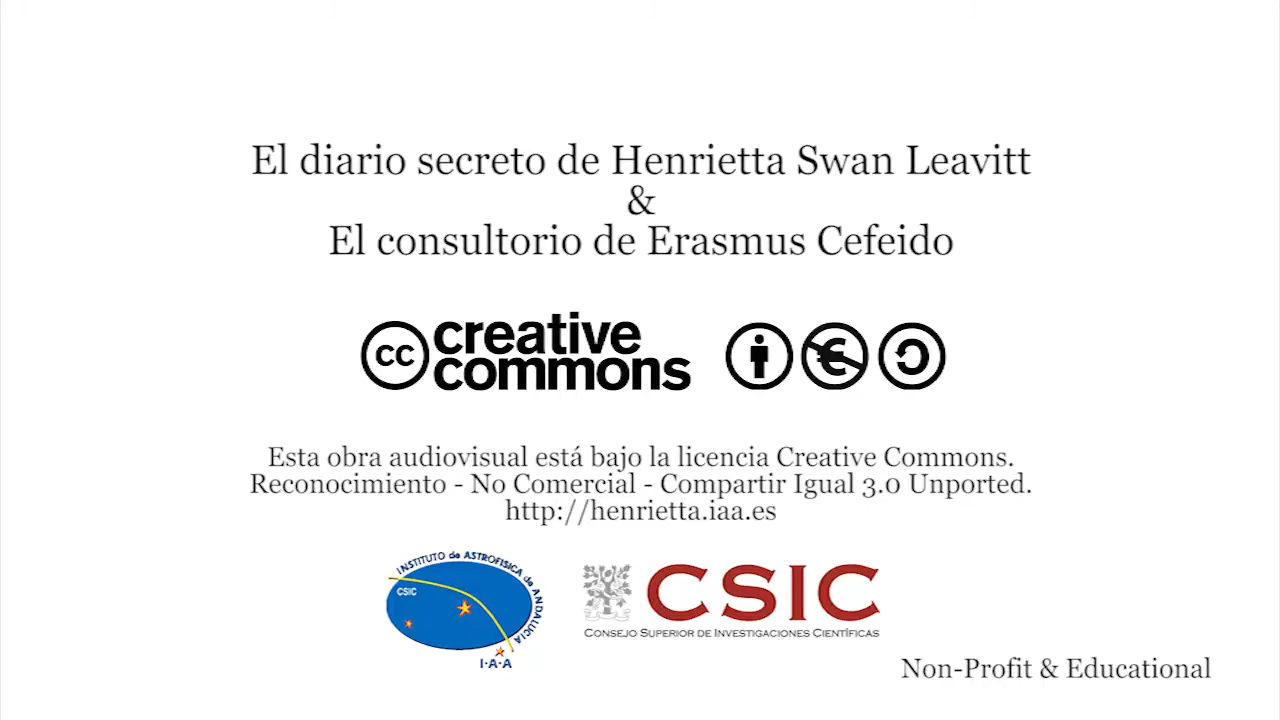 El diario secreto de Henrietta Swan Leavitt
&
El consultorio de Erasmus Cefeido
cc creative
commons
Esta obra audiovisual está bajo la licencia Creative Commons.
Reconocimiento - No Comercial - Compartir Igual 3.0 Unported.
http://henrietta.iaa.es
INSTITUTO de ASTROFISICA de ANDALUCIA
CSIC
I·A·A
CSIC
CONSEJO SUPERIOR DE INVESTIGACIONES CIENTÍFICAS
Non-Profit & Educational